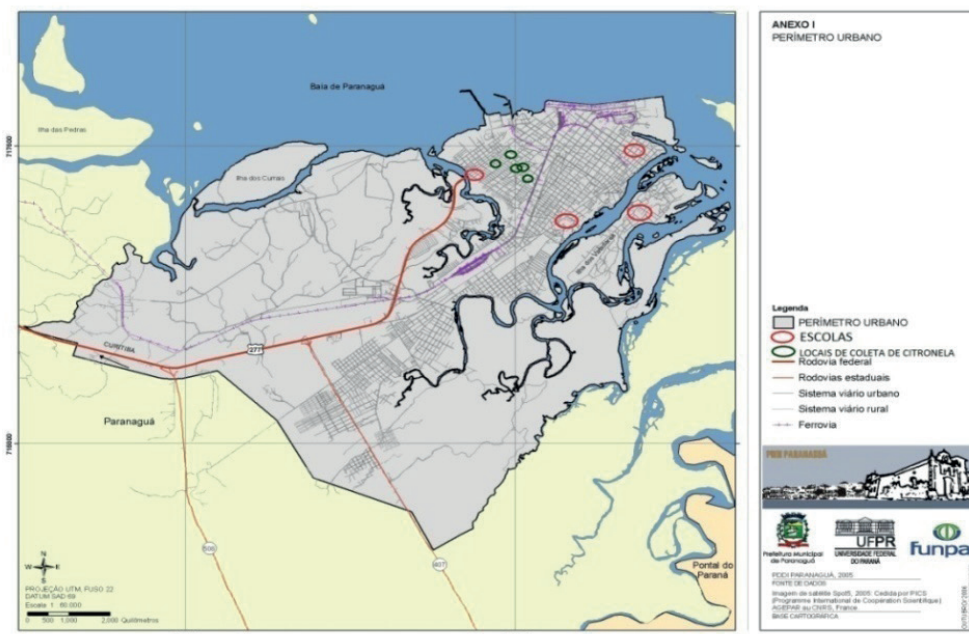 ANEXO I
PERÍMETRO URBANO
Baía de Paranaguá
Ilha das Pedras
Ilha dos Currais
Ilha dos Valadares
CURITIBA
277
Paranaguá
508
407
Pontal do
Paraná
717600
N
W E
S
PROJEÇÃO UTM, FUSO 22
DATUM SAD 69
Escala 1 : 60.000
0 500 1,000 2,000 Quilômetros
Legenda
PERÍMETRO URBANO
ESCOLAS
LOCAIS DE COLETA DE CITRONELA
Rodovia federal
Rodovias estaduais
Sistema viário urbano
Sistema viário rural
Ferrovia
PDDI PARANAGUÁ
Prefeitura Municipal
de Paranaguá
UFPR
UNIVERSIDADE FEDERAL
DO PARANÁ
funpar
PDDI PARANAGUÁ, 2005
FONTE DE DADOS
Imagem de satélite Spot5, 2005. Cedida por PICS
(Programme International de Cooperation Scientifique)
BASE CARTOGRÁFICA